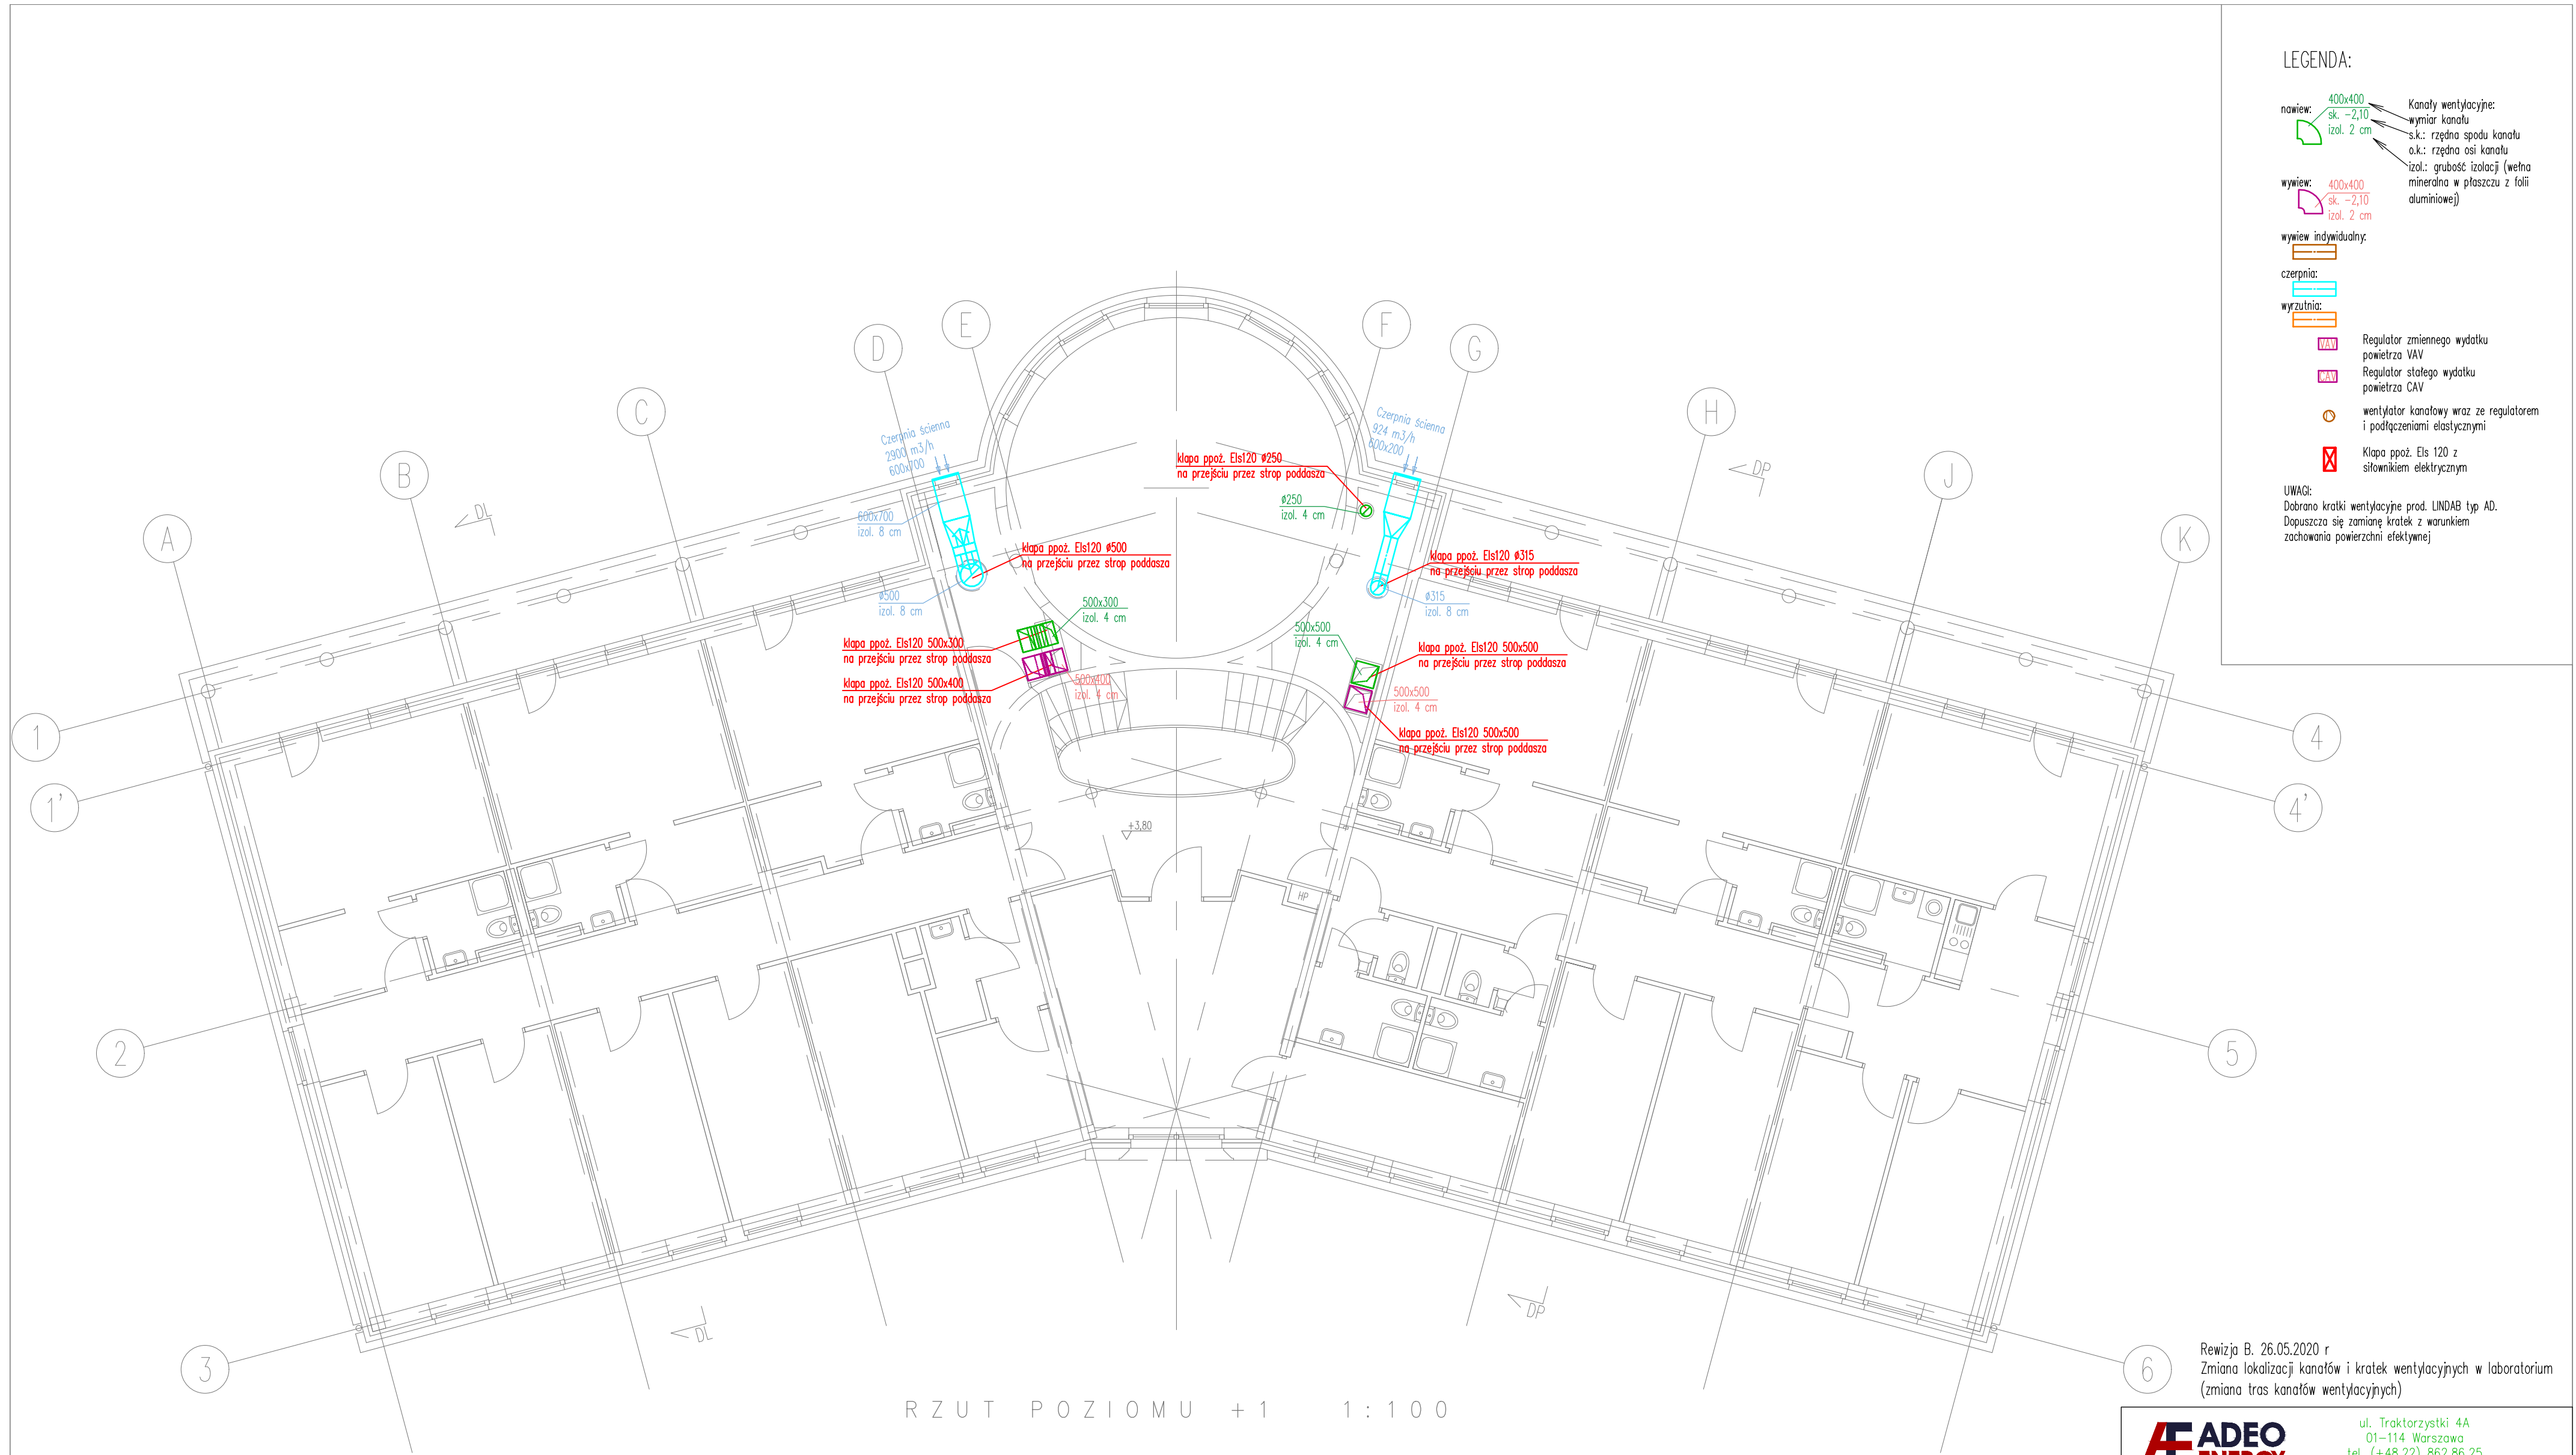 LEGENDA:
nawiew:
400x400
sk. -2,10
izol. 2 cm
Kanały wentylacyjne:
wymiar kanału
s.k.: rzędna spodu kanału
o.k.: rzędna osi kanału
izol.: grubość izolacji (wełna
mineralna w płaszczu z folii
aluminiowej)
wywiew:
400x400
sk. -2,10
izol. 2 cm
wywiew indywidualny:
czerpnia:
wyrzutnia:
VAV
Regulator zmiennego wydatku
powietrza VAV
CAV
Regulator stałego wydatku
powietrza CAV
wentylator kanałowy wraz ze regulatorem
i podłączeniami elastycznymi
Klapa ppoż. EIs 120 z
siłownikiem elektrycznym
UWAGI:
Dobrano kratki wentylacyjne prod. LINDAB typ AD.
Dopuszcza się zamianę kratek z warunkiem
zachowania powierzchni efektywnej
A
B
C
D
E
F
G
H
J
K
1
1'
2
3
4
4'
5
6
DL
DP
DL
DP
Czerpnia ścienna
2900 m3/h
600x700
Czerpnia ścienna
924 m3/h
600x200
klapa ppoż. EIs120 ø250
na przejściu przez strop poddasza
ø250
izol. 4 cm
600x700
izol. 8 cm
klapa ppoż. EIs120 ø500
na przejściu przez strop poddasza
klapa ppoż. EIs120 ø315
na przejściu przez strop poddasza
ø500
izol. 8 cm
ø315
izol. 8 cm
500x300
izol. 4 cm
500x500
izol. 4 cm
klapa ppoż. EIs120 500x300
na przejściu przez strop poddasza
klapa ppoż. EIs120 500x500
na przejściu przez strop poddasza
klapa ppoż. EIs120 500x400
na przejściu przez strop poddasza
500x400
izol. 4 cm
500x500
izol. 4 cm
klapa ppoż. EIs120 500x500
na przejściu przez strop poddasza
+3,80
HP
RZUT POZIOMU +1 1:100
Rewizja B. 26.05.2020 r
Zmiana lokalizacji kanałów i kratek wentylacyjnych w laboratorium
(zmiana tras kanałów wentylacyjnych)
ADEO
ENERGY
ul. Traktorzystki 4A
01-114 Warszawa
tel. (+48 22) 862 86 25